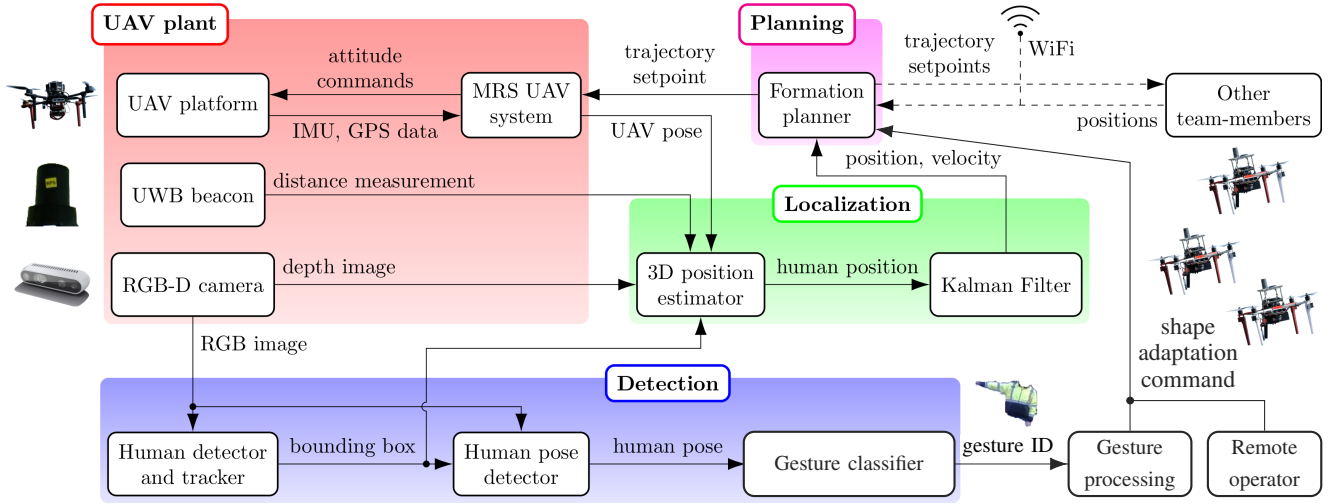 UAV plant
Planning
WiFi
attitude
commands
trajectory
setpoint
trajectory
setpoints
UAV platform
MRS UAV
system
Formation
planner
Other
team-members
IMU, GPS data
UAV pose
positions
position, velocity
UWB beacon
distance measurement
Localization
RGB-D camera
depth image
3D position
estimator
human position
Kalman Filter
RGB image
shape
adaptation
command
Detection
Human detector
and tracker
bounding box
Human pose
detector
human pose
Gesture classifier
gesture ID
Gesture
processing
Remote
operator